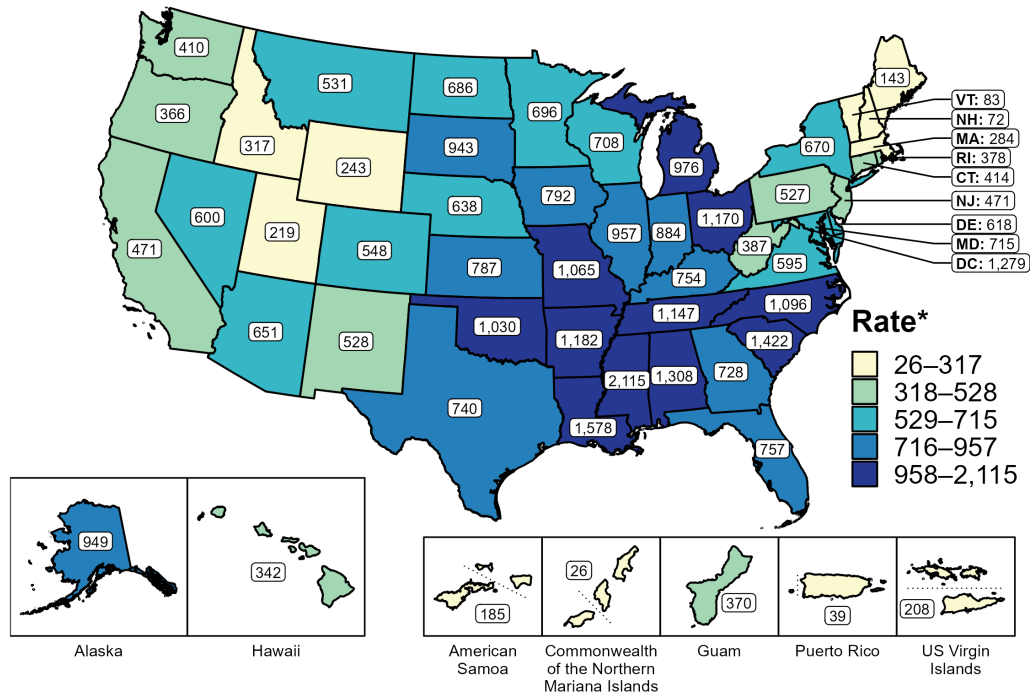 410
143
531
686
696
VT: 83
NH: 72
366
MA: 284
317
943
708
670
RI: 378
243
976
CT: 414
527
NJ: 471
600
638
792
1,170
DE: 618
219
957
884
387
MD: 715
471
548
595
DC: 1,279
787
1,065
754
1,096
651
528
1,030
1,182
1,147
1,422
Rate*
728
26–317
2,115
1,308
318–528
740
1,578
529–715
757
716–957
958–2,115
949
342
185
26
370
39
208
Alaska
Hawaii
American
Samoa
Commonwealth
of the Northern
Mariana Islands
Guam
Puerto Rico
US Virgin
Islands